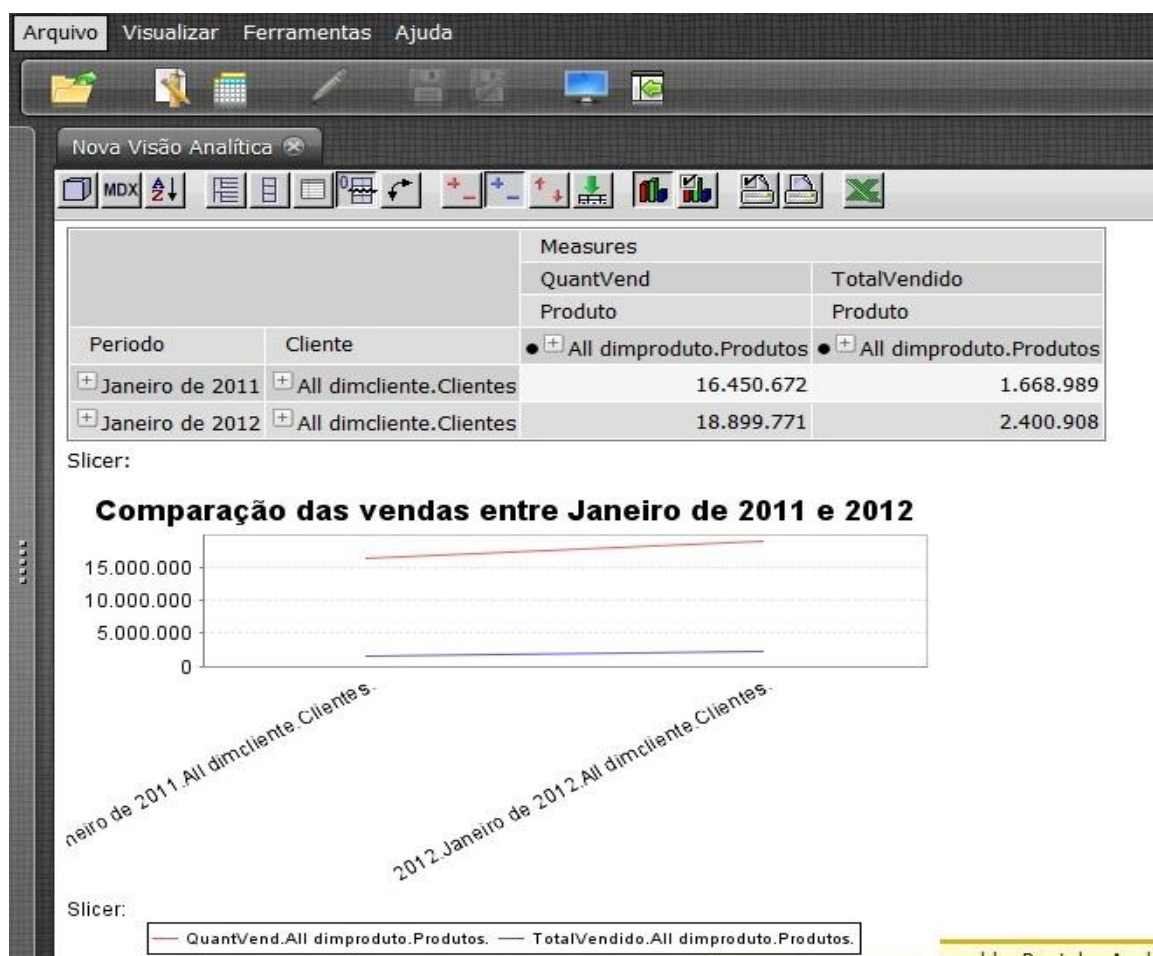 Arquivo Visualizar Ferramentas Ajuda
Nova Visão Analítica
MDX
Measures
QuantVend TotalVendido
Produto Produto
Periodo Cliente All dimproduto.Produtos All dimproduto.Produtos
Janeiro de 2011 All dimcliente.Clientes 16.450.672 1.668.989
Janeiro de 2012 All dimcliente.Clientes 18.899.771 2.400.908
Slicer:
Comparação das vendas entre Janeiro de 2011 e 2012
15.000.000
10.000.000
5.000.000
0
neiro de 2011.All dimcliente.Clientes.
2012.Janeiro de 2012.All dimcliente.Clientes.
Slicer:
QuantVend.All dimproduto.Produtos. TotalVendido.All dimproduto.Produtos.